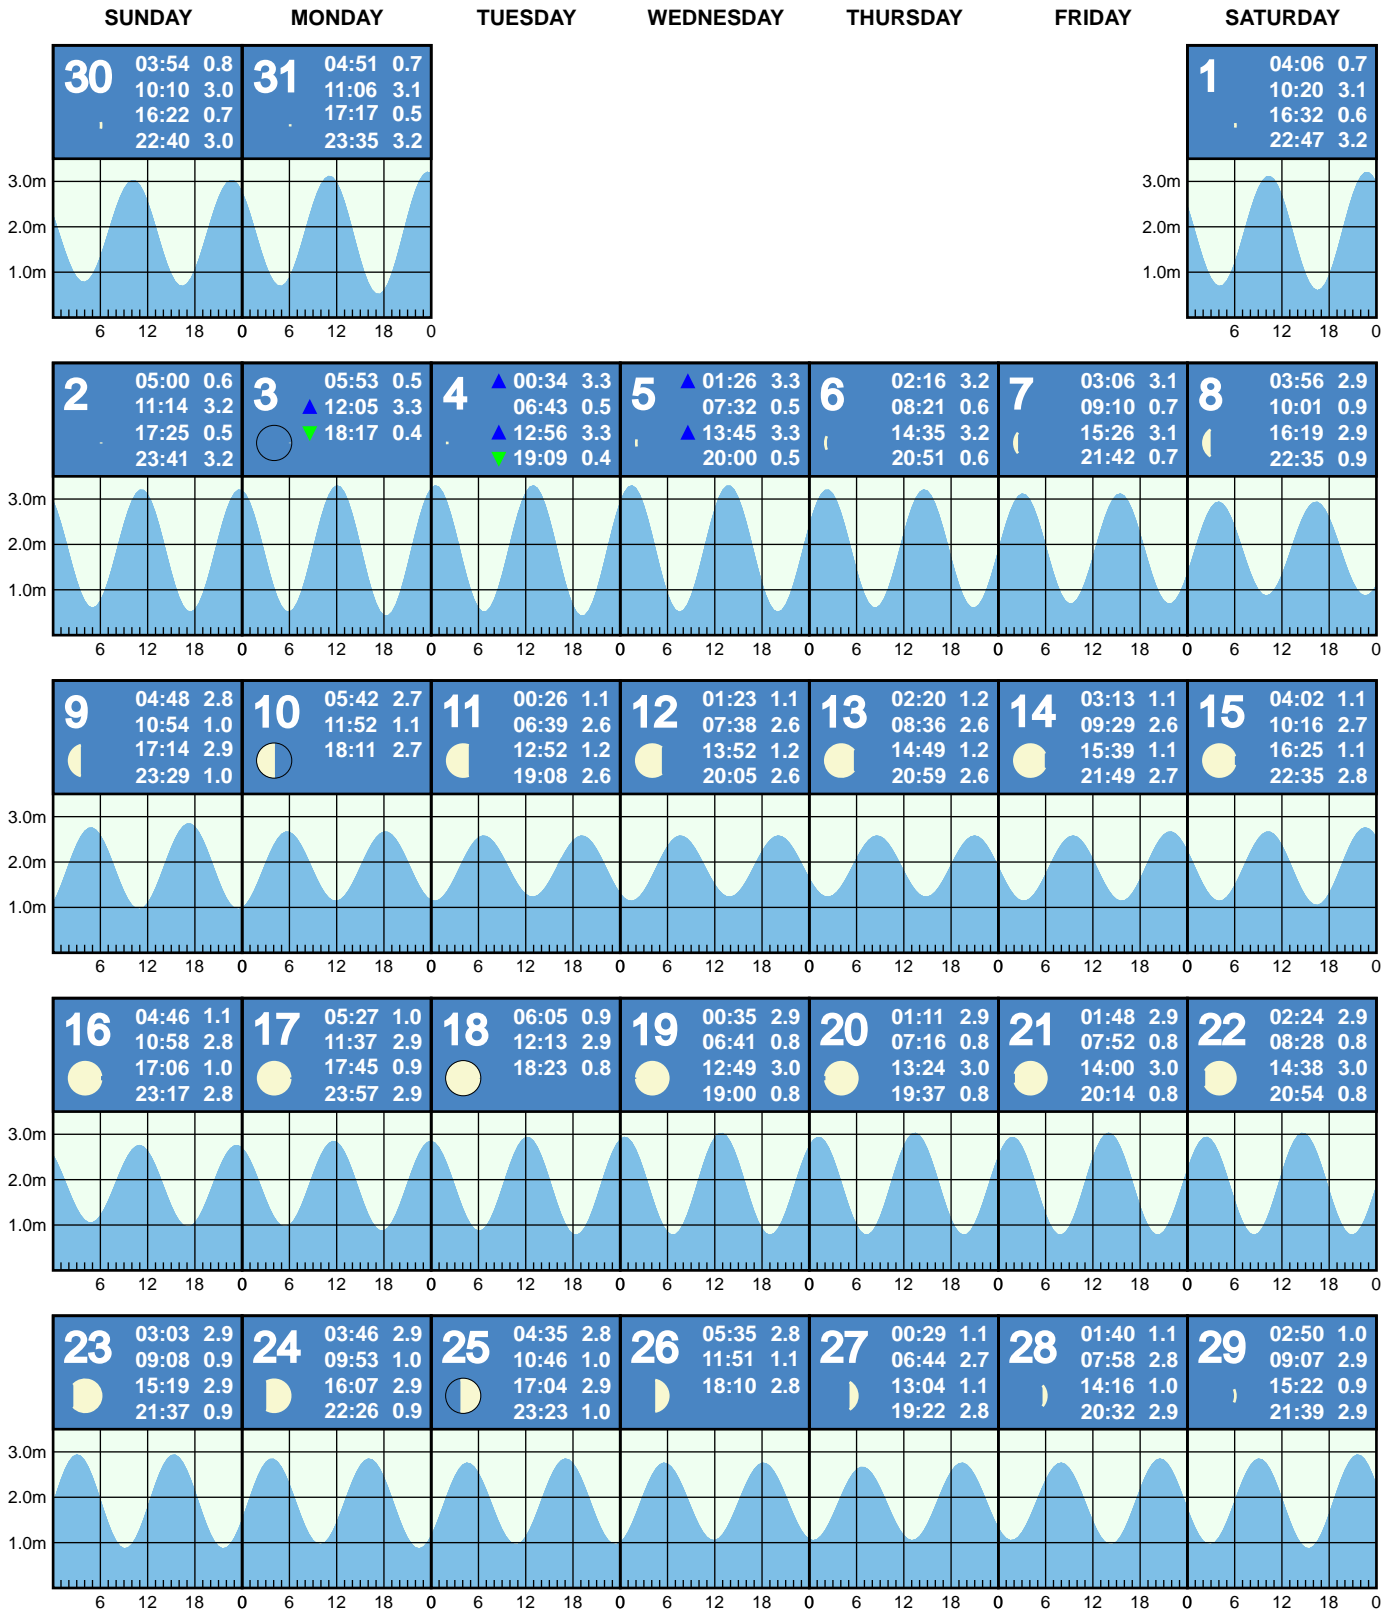 SUNDAY MONDAY TUESDAY WEDNESDAY THURSDAY FRIDAY SATURDAY
30 03:54 0.8 31 04:51 0.7 1 04:06 0.7
10:10 3.0 11:06 3.1 10:20 3.1
16:22 0.7 17:17 0.5 16:32 0.6
22:40 3.0 23:35 3.2 22:47 3.2
3.0m 3.0m
2.0m 2.0m
1.0m 1.0m
6 12 18 0 6 12 18 0 6 12 18 0
2 05:00 0.6 3 05:53 0.5 4 00:34 3.3 5 01:26 3.3 6 02:16 3.2 7 03:06 3.1 8 03:56 2.9
11:14 3.2 12:05 3.3 06:43 0.5 07:32 0.5 08:21 0.6 09:10 0.7 10:01 0.9
17:25 0.5 18:17 0.4 12:56 3.3 13:45 3.3 14:35 3.2 15:26 3.1 16:19 2.9
23:41 3.2 19:09 0.4 20:00 0.5 20:51 0.6 21:42 0.7 22:35 0.9
3.0m
2.0m
1.0m
6 12 18 0 6 12 18 0 6 12 18 0 6 12 18 0 6 12 18 0 6 12 18 0 6 12 18 0
9 04:48 2.8 10 05:42 2.7 11 00:26 1.1 12 01:23 1.1 13 02:20 1.2 14 03:13 1.1 15 04:02 1.1
10:54 1.0 11:52 1.1 06:39 2.6 07:38 2.6 08:36 2.6 09:29 2.6 10:16 2.7
17:14 2.9 18:11 2.7 12:52 1.2 13:52 1.2 14:49 1.2 15:39 1.1 16:25 1.1
23:29 1.0 19:08 2.6 20:05 2.6 20:59 2.6 21:49 2.7 22:35 2.8
3.0m
2.0m
1.0m
6 12 18 0 6 12 18 0 6 12 18 0 6 12 18 0 6 12 18 0 6 12 18 0 6 12 18 0
16 04:46 1.1 17 05:27 1.0 18 06:05 0.9 19 00:35 2.9 20 01:11 2.9 21 01:48 2.9 22 02:24 2.9
10:58 2.8 11:37 2.9 12:13 2.9 06:41 0.8 07:16 0.8 07:52 0.8 08:28 0.8
17:06 1.0 17:45 0.9 18:23 0.8 12:49 3.0 13:24 3.0 14:00 3.0 14:38 3.0
23:17 2.8 23:57 2.9 19:00 0.8 19:37 0.8 20:14 0.8 20:54 0.8
3.0m
2.0m
1.0m
6 12 18 0 6 12 18 0 6 12 18 0 6 12 18 0 6 12 18 0 6 12 18 0 6 12 18 0
23 03:03 2.9 24 03:46 2.9 25 04:35 2.8 26 05:35 2.8 27 00:29 1.1 28 01:40 1.1 29 02:50 1.0
09:08 0.9 09:53 1.0 10:46 1.0 11:51 1.1 06:44 2.7 07:58 2.8 09:07 2.9
15:19 2.9 16:07 2.9 17:04 2.9 18:10 2.8 13:04 1.1 14:16 1.0 15:22 0.9
21:37 0.9 22:26 0.9 23:23 1.0 19:22 2.8 20:32 2.9 21:39 2.9
3.0m
2.0m
1.0m
6 12 18 0 6 12 18 0 6 12 18 0 6 12 18 0 6 12 18 0 6 12 18 0 6 12 18 0